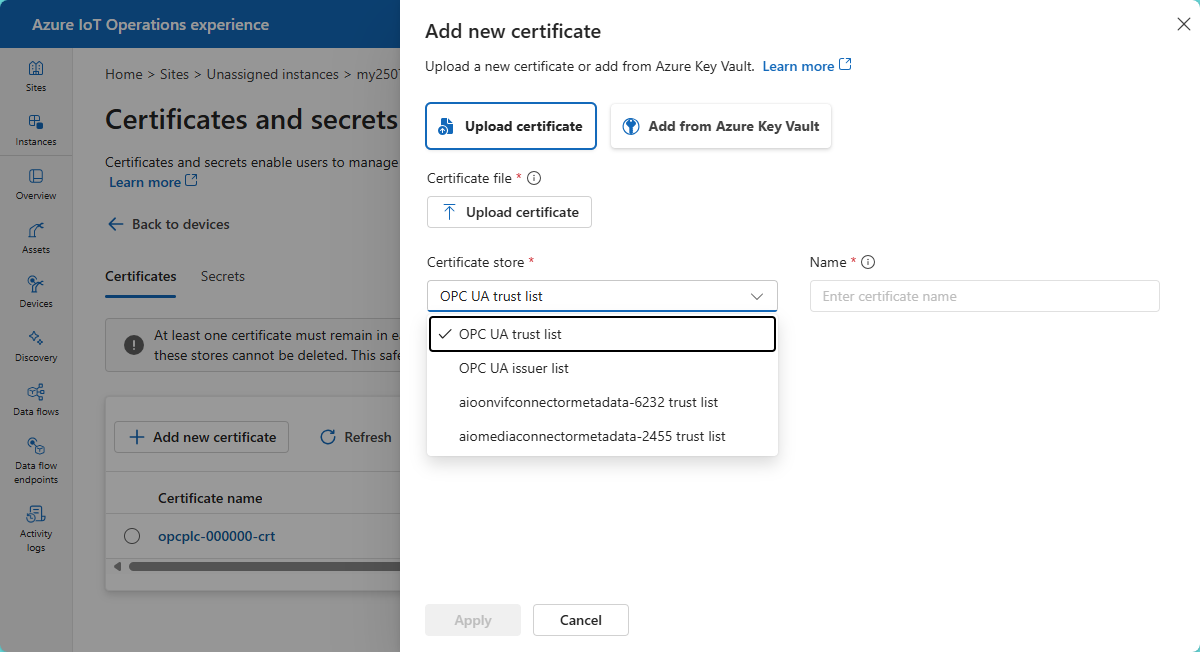 Azure IoT Operations experience
Sites
Instances
Overview
Assets
Devices
Discovery
Data flows
Data flow
endpoints
Activity
logs
Home > Sites > Unassigned instances >
Certificates and secrets
Certificates and secrets enable users to manage
Learn more
Back to devices
Certificates Secrets
At least one certificate must remain in
these stores cannot be deleted. This
Add new certificate Refresh
Certificate name
opcplc-000000-crt
Add new certificate
Upload a new certificate or add from Azure Key Vault. Learn more
Upload certificate Add from Azure Key Vault
Certificate file *
Upload certificate
Certificate store * Name *
OPC UA trust list Enter certificate name
OPC UA trust list
OPC UA issuer list
aioonvifconnectormetadata-6232 trust list
aiomediaconnectormetadata-2455 trust list
Apply Cancel